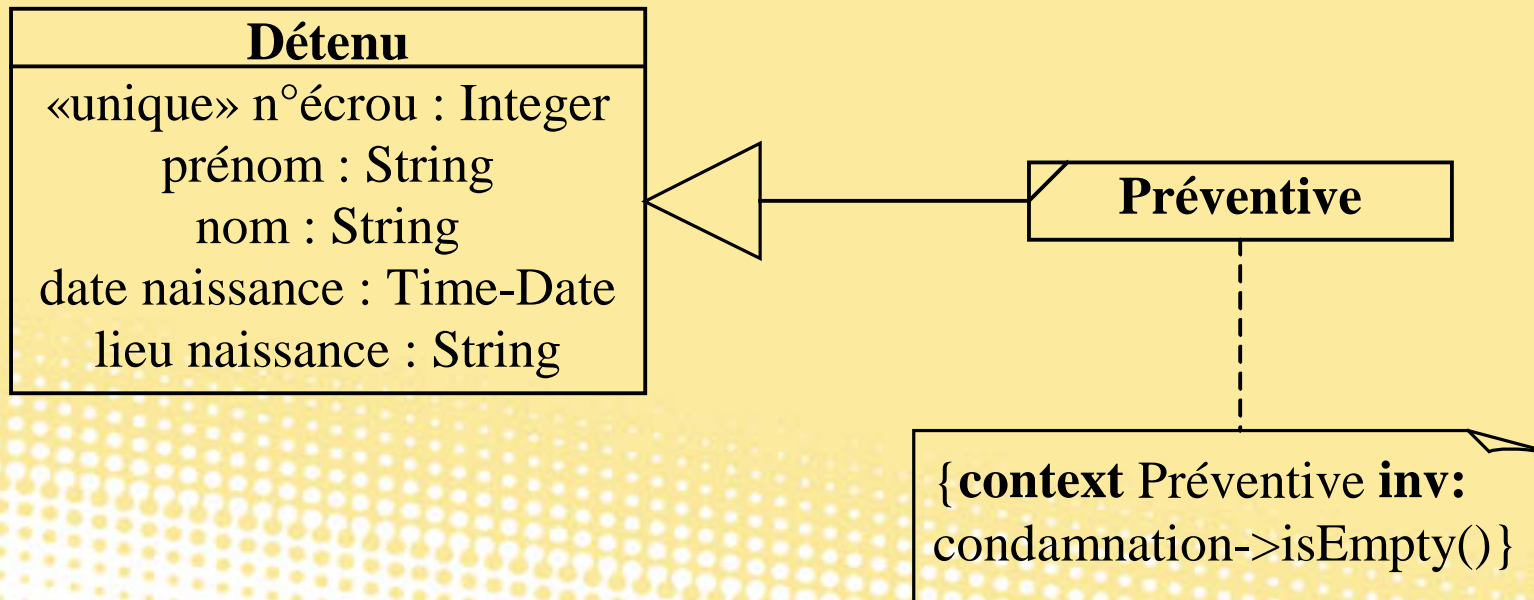 Détenu
«unique» n°écrou : Integer
prénom : String
nom : String
date naissance : Time-Date
lieu naissance : String
Préventive
{context Préventive inv:
condamnation->isEmpty()}